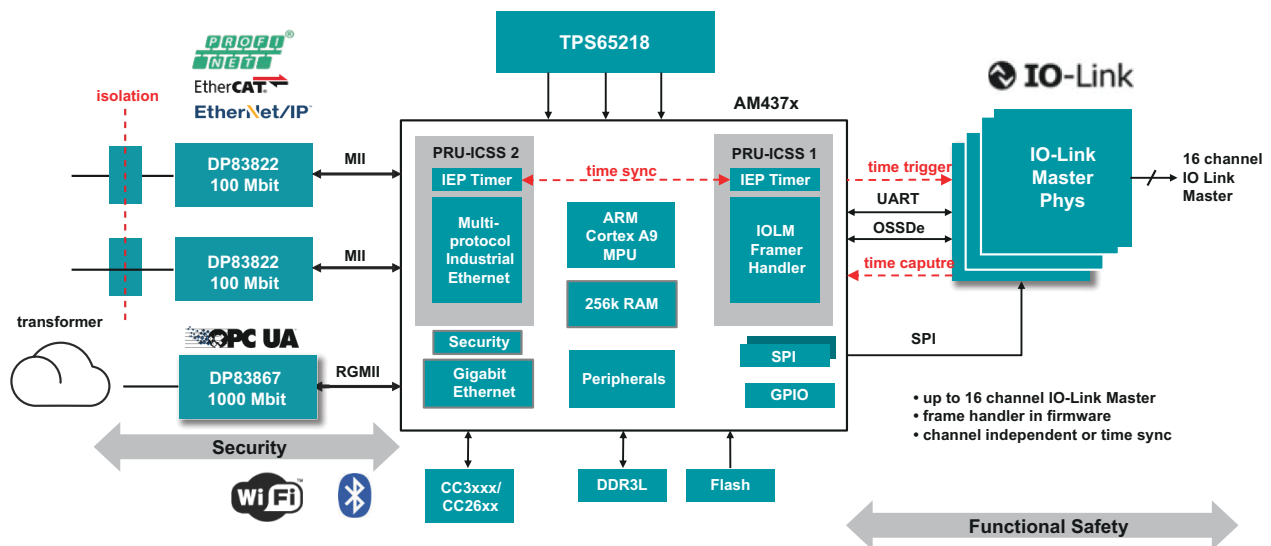 TPS65218
PROFI
NET
®
EtherCAT®
EtherNet/IP™
isolation
IO-Link
AM437x
DP83822
100 Mbit
MII
PRU-ICSS 2
IEP Timer
time sync
PRU-ICSS 1
IEP Timer
time trigger
IO-Link
Master
Phys
16 channel
IO Link
Master
Multi-
protocol
Industrial
Ethernet
ARM
Cortex A9
MPU
IOLM
Framer
Handler
UART
OSSDe
time caputre
DP83822
100 Mbit
MII
256k RAM
transformer
OPC UA
Security
SPI
SPI
DP83867
1000 Mbit
RGMII
Gigabit
Ethernet
Peripherals
GPIO
• up to 16 channel IO-Link Master
• frame handler in firmware
• channel independent or time sync
Security
WiFi™
CC3xxx/
CC26xx
DDR3L
Flash
Functional Safety